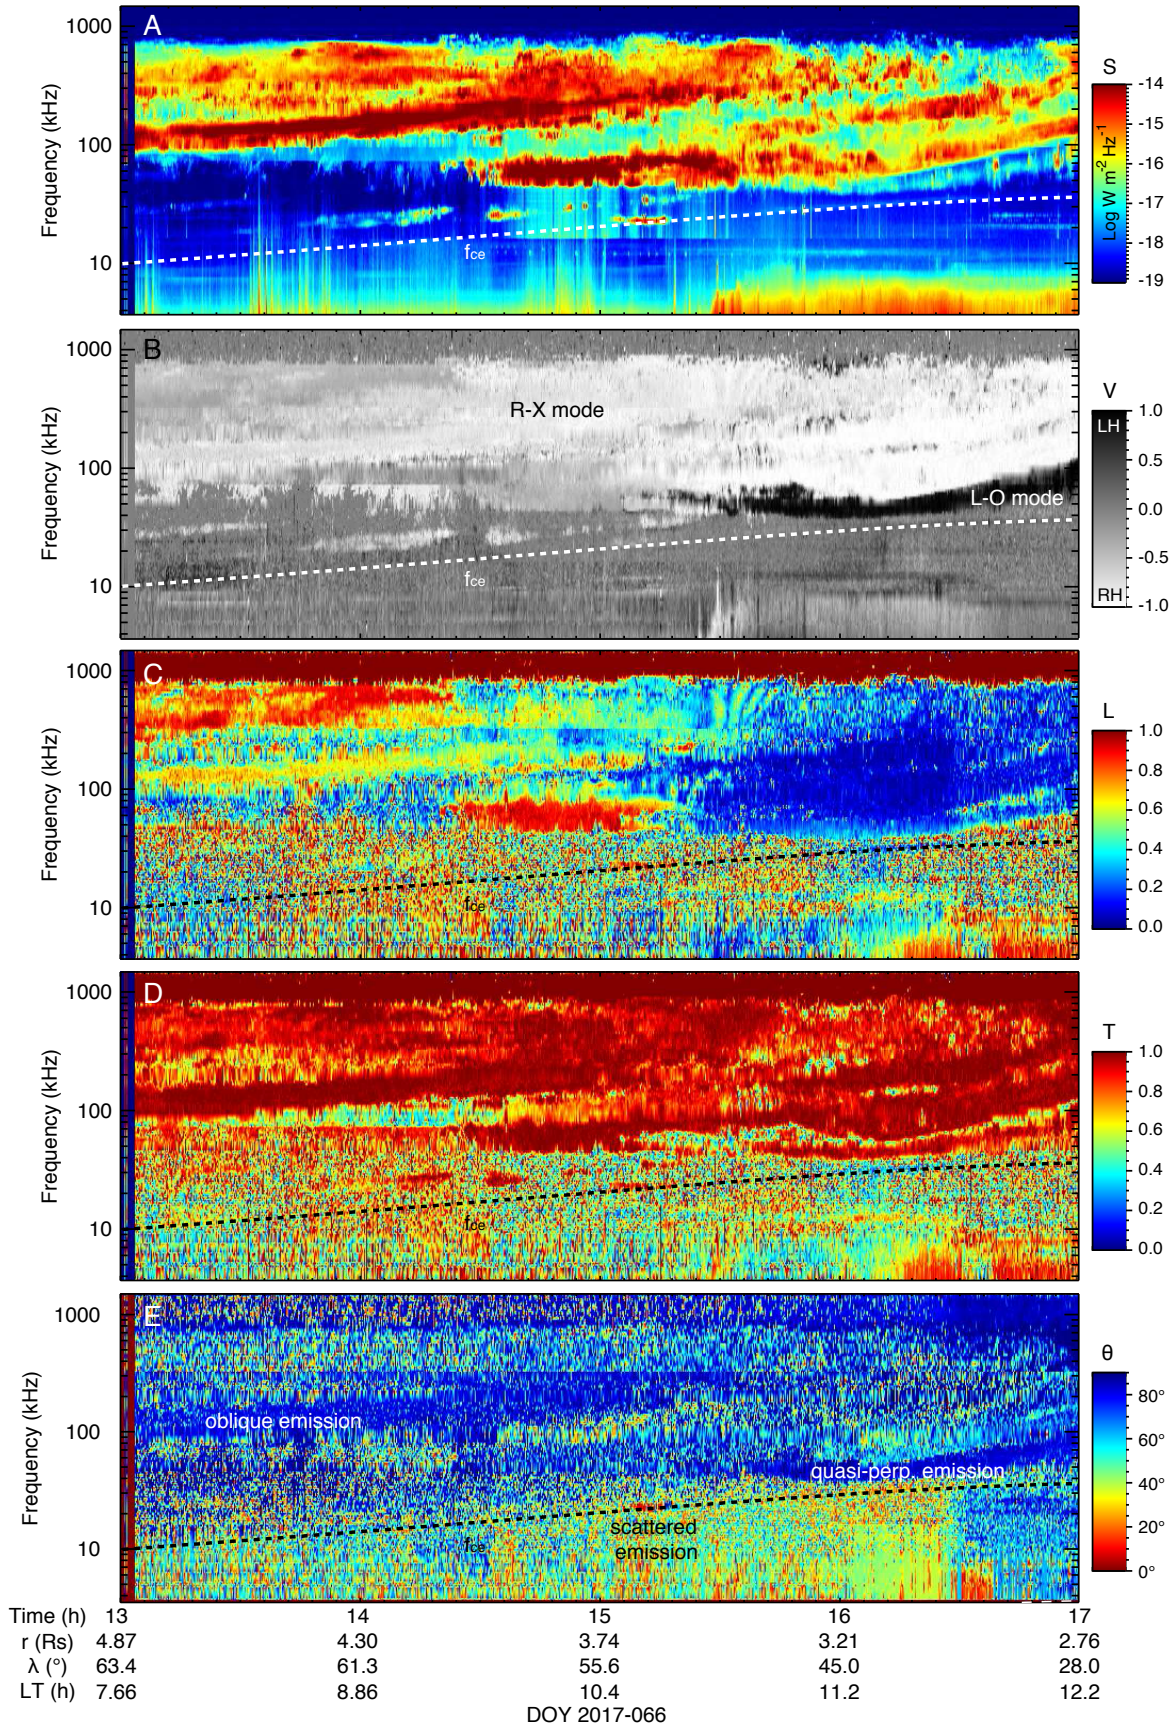 A
1000
100
10
Frequency (kHz)
fce
S
-14
-15
-16
-17
-18
-19
Log W m-2 Hz-1
B
1000
100
10
Frequency (kHz)
R-X mode
L-O mode
fce
V
1.0
0.5
0.0
-0.5
-1.0
LH
RH
C
1000
100
10
Frequency (kHz)
fce
L
1.0
0.8
0.6
0.4
0.2
0.0
D
1000
100
10
Frequency (kHz)
fce
T
1.0
0.8
0.6
0.4
0.2
0.0
E
1000
100
10
Frequency (kHz)
oblique emission
quasi-perp. emission
scattered
emission
fce
θ
80°
60°
40°
20°
0°
Time (h) 13 14 15 16 17
r (Rs) 4.87 4.30 3.74 3.21 2.76
λ (°) 63.4 61.3 55.6 45.0 28.0
LT (h) 7.66 8.86 10.4 11.2 12.2
DOY 2017-066